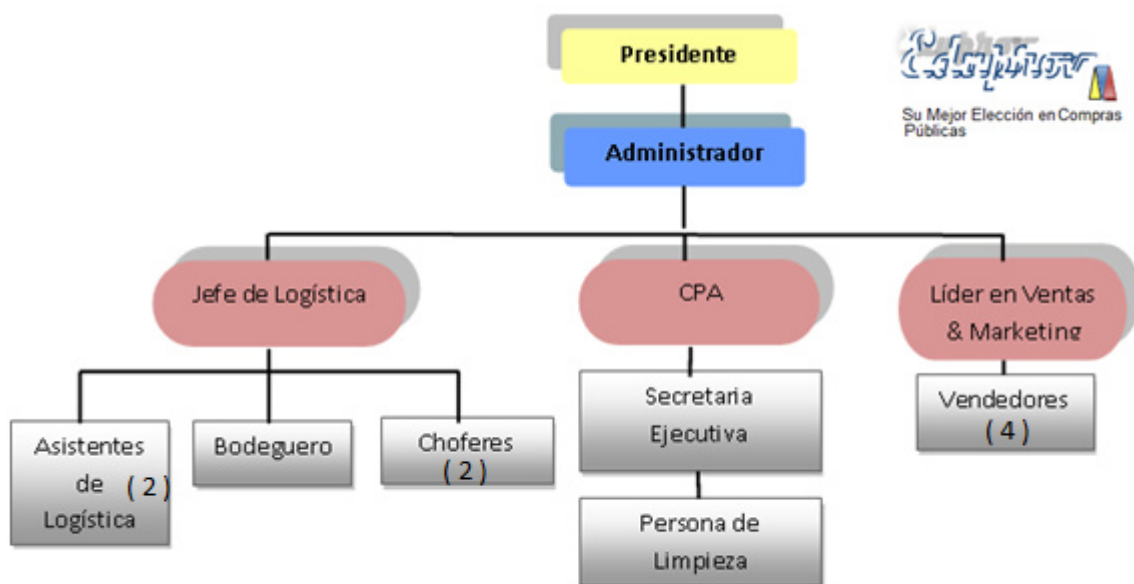 Presidente
Su Mejor Elección en Compras
Públicas
Administrador
Jefe de Logística
CPA
Líder en Ventas
& Marketing
Asistentes
de (2)
Logística
Bodeguero
Choferes
(2)
Secretaria
Ejecutiva
Vendedores
(4)
Persona de
Limpieza